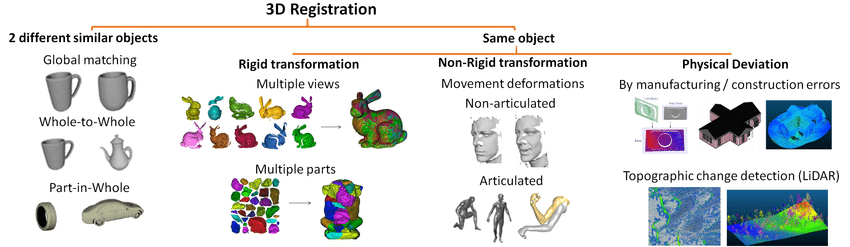 3D Registration
2 different similar objects
Same object
Global matching
Whole-to-Whole
Part-in-Whole
Rigid transformation
Multiple views
Multiple parts
Non-Rigid transformation
Movement deformations
Non-articulated
Articulated
Physical Deviation
By manufacturing / construction errors
Topographic change detection (LiDAR)